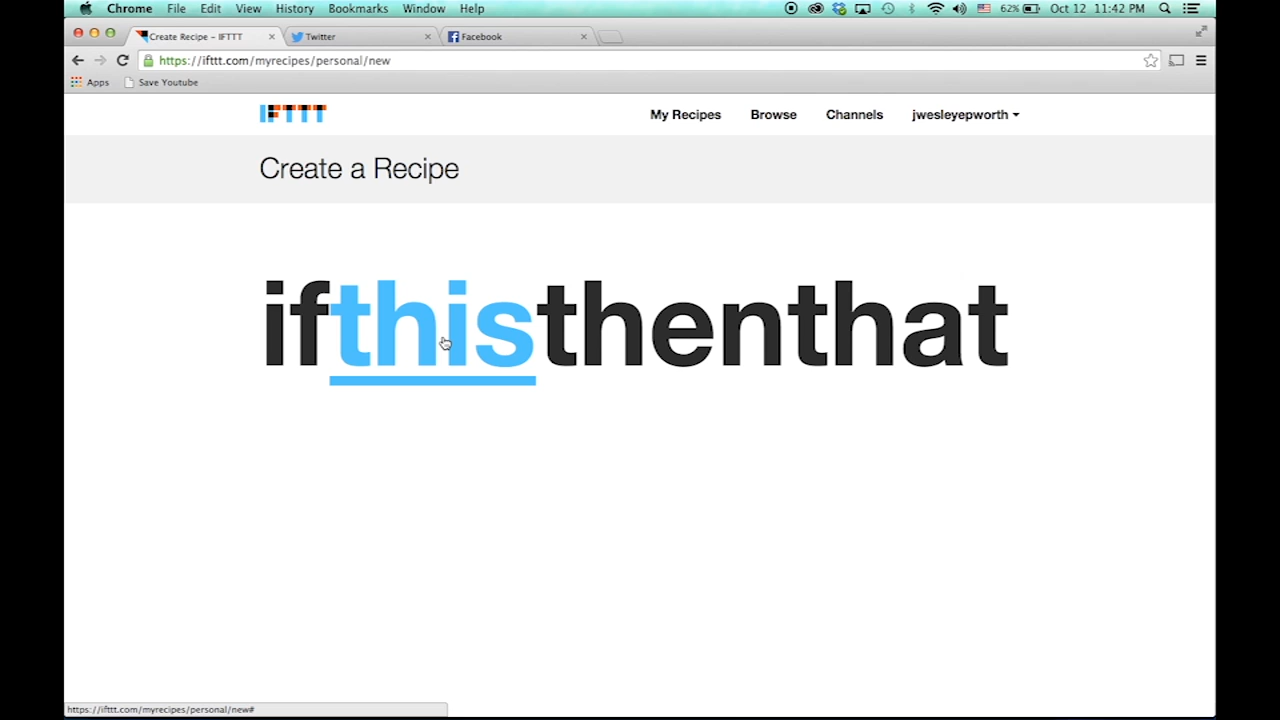 Chrome File Edit View History Bookmarks Window Help 62% Oct 12 11:42 PM
Create Recipe - IFTTT Twitter Facebook
https://ifttt.com/myrecipes/personal/new
Apps Save Youtube
IFTTT My Recipes Browse Channels jwesleyepworth
Create a Recipe
ifthisthenthat
https://ifttt.com/myrecipes/personal/new#